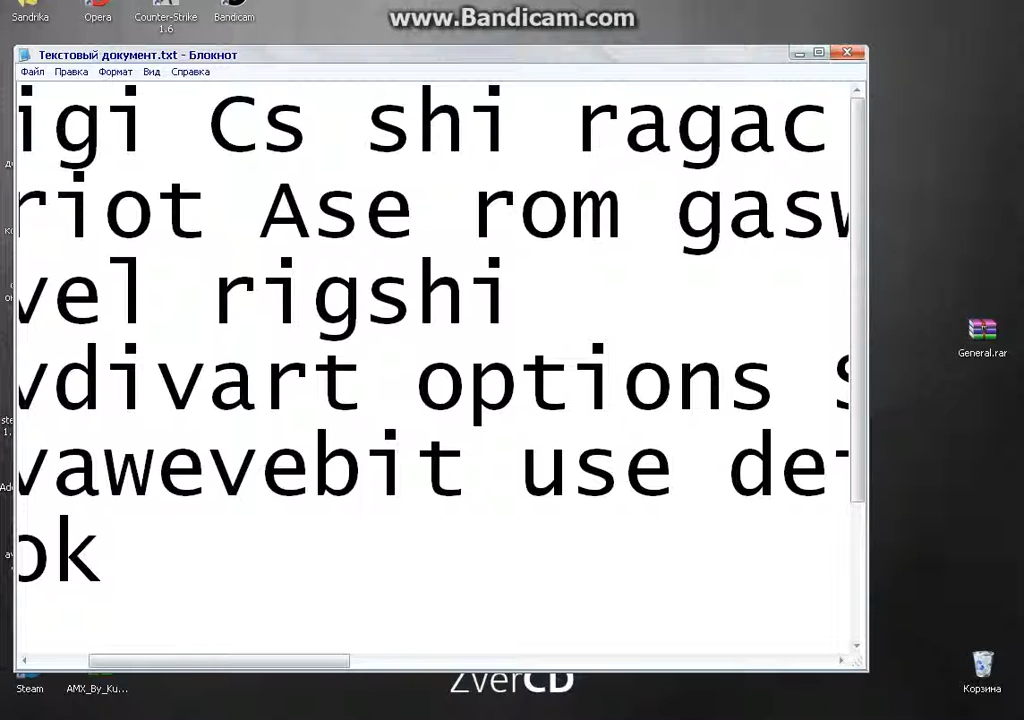 www.Bandicam.com
Sandrika
Opera
Counter-Strike
1.6
Bandicam
Текстовый документ.txt - Блокнот
Файл Правка Формат Вид Справка
igi Cs shi ragac
riot Ase rom gasw
vel rigshi
vdivart options S
vawevebit use def
ok
General.rar
Steam
AMX_By_Ku...
ZverCD
Корзина